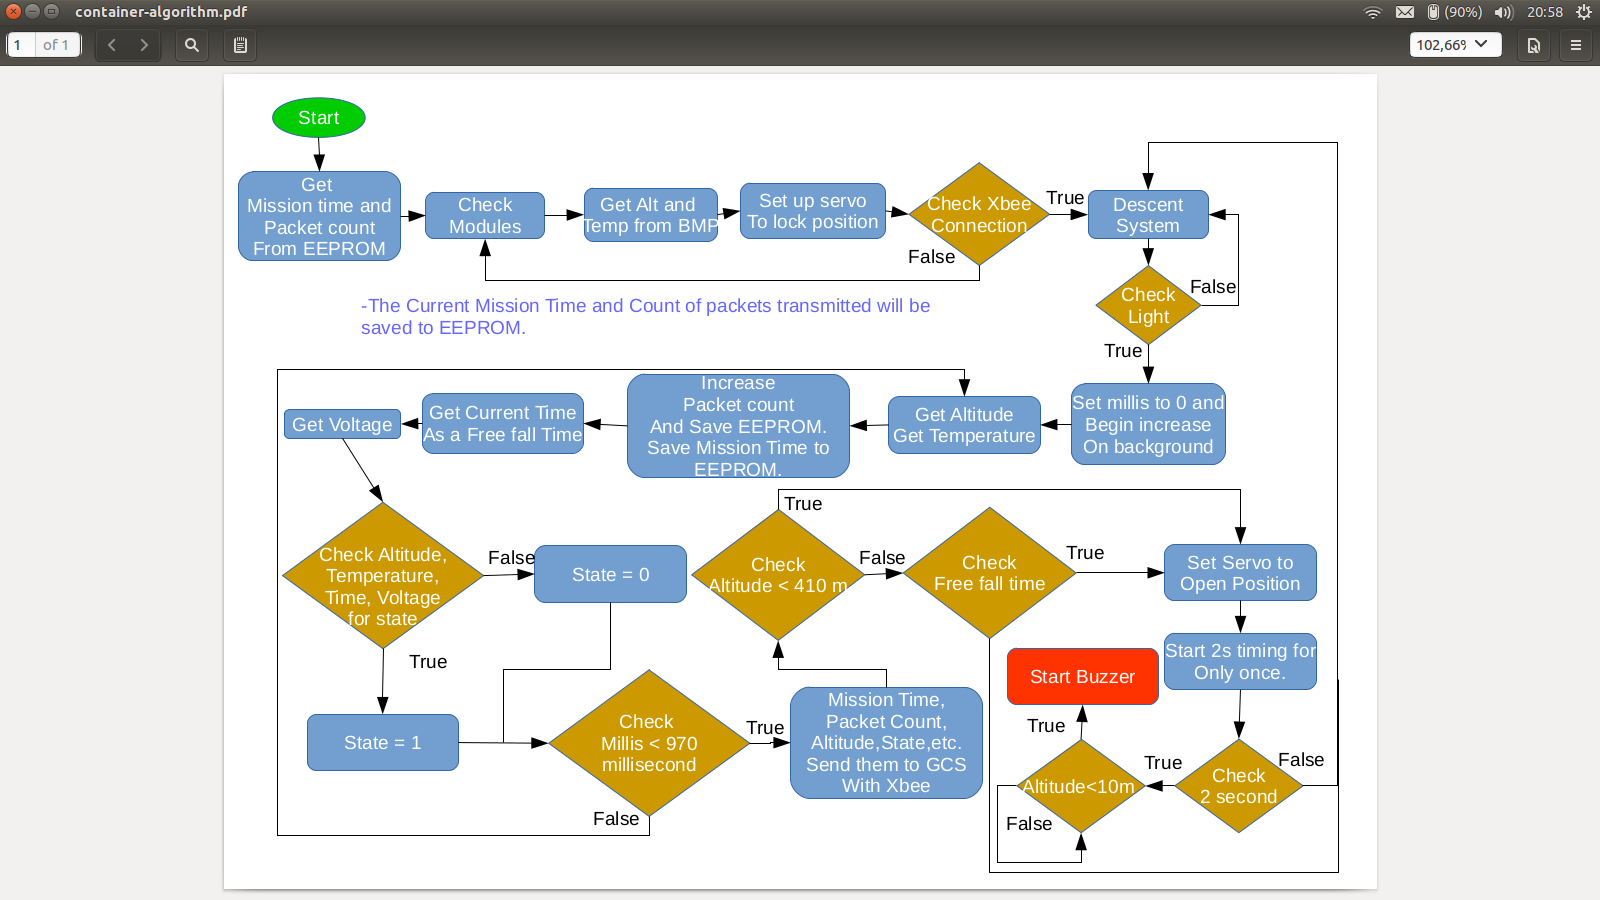 container-algorithm.pdf
(90%)
20:58
1
of 1
102,66%
Start
Get
Mission time and
Packet count
From EEPROM
Check
Modules
Get Alt and
Temp from BMP
Set up servo
To lock position
Check Xbee
Connection
True
False
Descent
System
Check
Light
False
True
-The Current Mission Time and Count of packets transmitted will be
saved to EEPROM.
Set millis to 0 and
Begin increase
On background
Get Altitude
Get Temperature
Increase
Packet count
And Save EEPROM.
Save Mission Time to
EEPROM.
Get Current Time
As a Free fall Time
Get Voltage
Check Altitude,
Temperature,
Time, Voltage
for state
False
State = 0
True
State = 1
Check
Millis < 970
millisecond
True
False
Mission Time,
Packet Count,
Altitude,State,etc.
Send them to GCS
With Xbee
Check
Altitude < 410 m
True
False
Check
Free fall time
True
Set Servo to
Open Position
Start 2s timing for
Only once.
Check
2 second
False
True
Altitude<10m
False
True
Start Buzzer